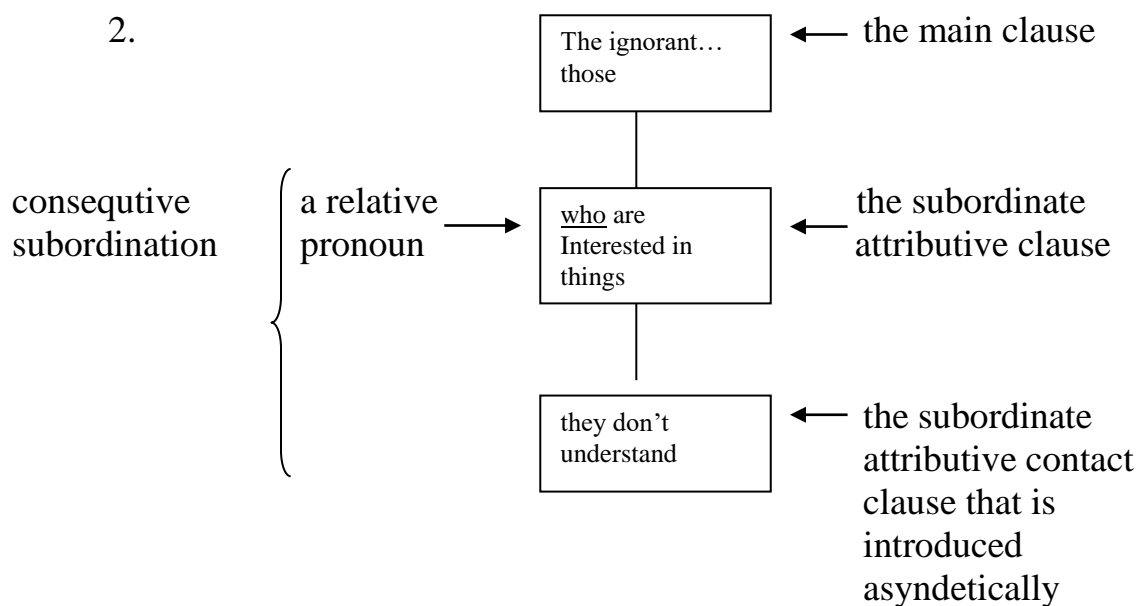 2.
The ignorant…
those
the main clause
consequtive
subordination
a relative
pronoun
who are
Interested in
things
the subordinate
attributive clause
they don’t
understand
the subordinate
attributive contact
clause that is
introduced
asyndetically